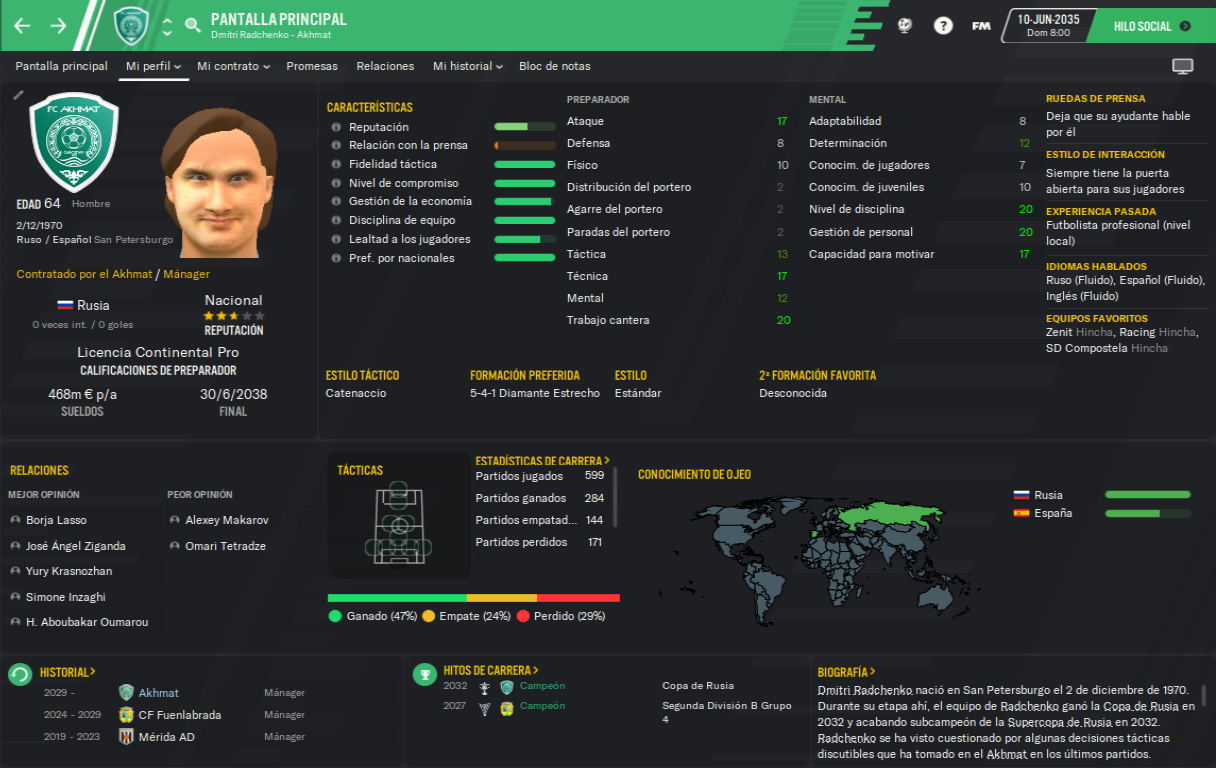 PANTALLA PRINCIPAL
Dmitri Radchenko - Akhmat
?
FM
10-JUN-2035
Dom 8:00
HILO SOCIAL
Pantalla principal Mi perfil Mi contrato Promesas Relaciones Mi historial Bloc de notas
FC AKHMAT
EDAD 64 Hombre
2/12/1970
Ruso / Español San Petersburgo
Contratado por el Akhmat / Mánager
Rusia
0 veces int. / 0 goles
Nacional
REPUTACIÓN
Licencia Continental Pro
CALIFICACIONES DE PREPARADOR
468m € p/a
SUELDOS
30/6/2038
FINAL
CARACTERÍSTICAS
Reputación
Relación con la prensa
Fidelidad táctica
Nivel de compromiso
Gestión de la economía
Disciplina de equipo
Lealtad a los jugadores
Pref. por nacionales
PREPARADOR
Ataque 17
Defensa 8
Físico 10
Distribución del portero 2
Agarre del portero 2
Paradas del portero 2
Táctica 13
Técnica 17
Mental 12
Trabajo cantera 20
MENTAL
Adaptabilidad 8
Determinación 12
Conocim. de jugadores 7
Conocim. de juveniles 10
Nivel de disciplina 20
Gestión de personal 20
Capacidad para motivar 17
RUEDAS DE PRENSA
Deja que su ayudante hable
por él
ESTILO DE INTERACCIÓN
Siempre tiene la puerta
abierta para sus jugadores
EXPERIENCIA PASADA
Futbolista profesional (nivel
local)
IDIOMAS HABLADOS
Ruso (Fluido), Español (Fluido),
Inglés (Fluido)
EQUIPOS FAVORITOS
Zenit Hincha, Racing Hincha,
SD Compostela Hincha
ESTILO TÁCTICO
Catenaccio
FORMACIÓN PREFERIDA
5-4-1 Diamante Estrecho
ESTILO
Estándar
2ª FORMACIÓN FAVORITA
Desconocida
RELACIONES
MEJOR OPINIÓN
Borja Lasso
José Ángel Ziganda
Yury Krasnozhan
Simone Inzaghi
H. Aboubakar Oumarou
PEOR OPINIÓN
Alexey Makarov
Omari Tetradze
TÁCTICAS
ESTADÍSTICAS DE CARRERA >
Partidos jugados 599
Partidos ganados 284
Partidos empatad... 144
Partidos perdidos 171
Ganado (47%) Empate (24%) Perdido (29%)
CONOCIMIENTO DE OJEO
Rusia
España
HISTORIAL >
2029 - Akhmat Mánager
2024 - 2029 CF Fuenlabrada Mánager
2019 - 2023 Mérida AD Mánager
HITOS DE CARRERA >
2032 Campeón Copa de Rusia
2027 Campeón Segunda División B Grupo
4
BIOGRAFÍA >
Dmitri Radchenko nació en San Petersburgo el 2 de diciembre de 1970.
Durante su etapa ahí, el equipo de Radchenko ganó la Copa de Rusia en
2032 y acabando subcampeón de la Supercopa de Rusia en 2032.
Radchenko se ha visto cuestionado por algunas decisiones tácticas
discutibles que ha tomado en el Akhmat en los últimos partidos.